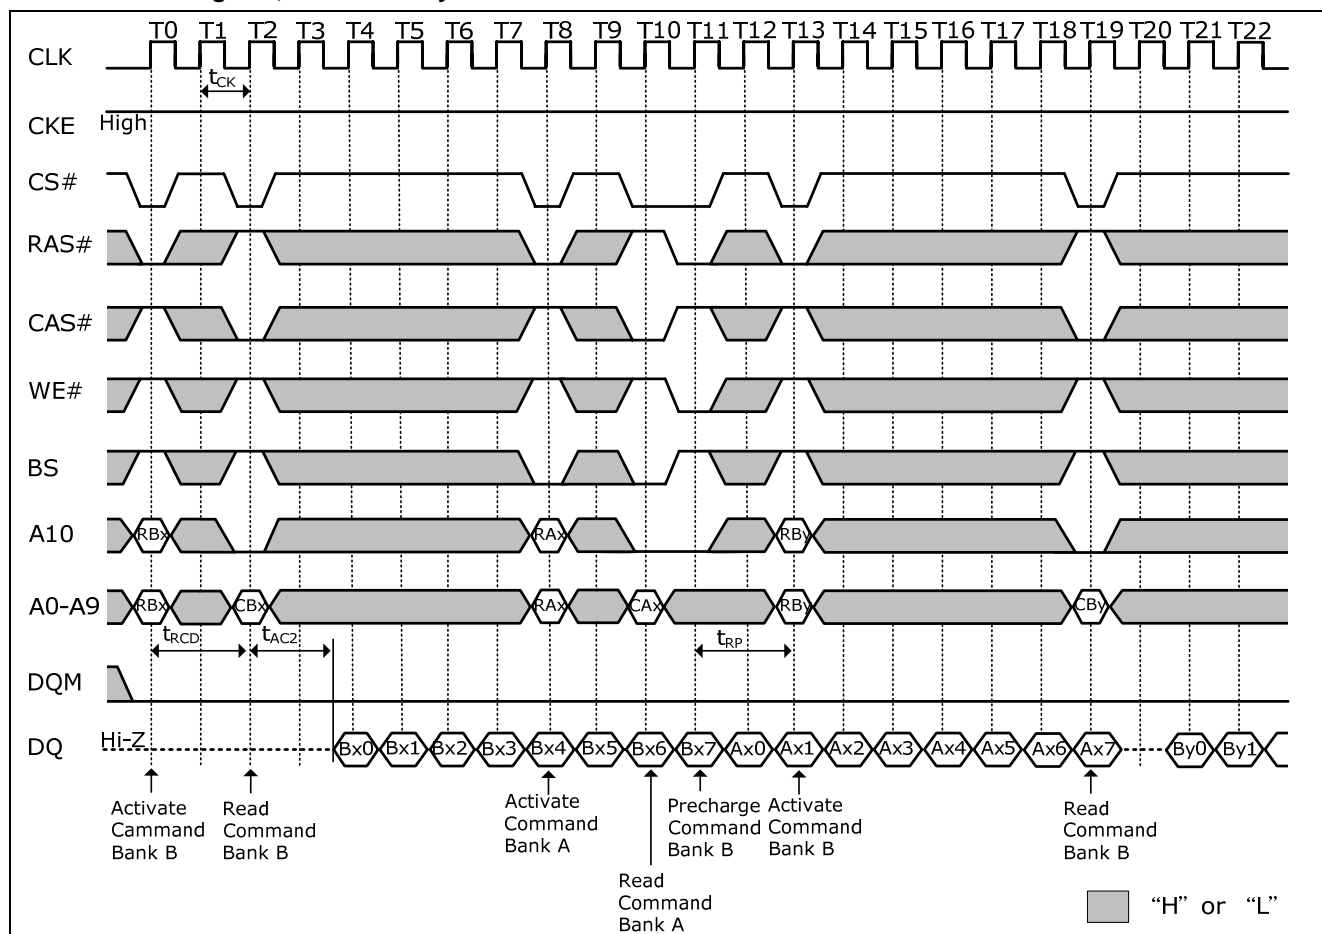 T0 T1 T2 T3 T4 T5 T6 T7 T8 T9 T10 T11 T12 T13 T14 T15 T16 T17 T18 T19 T20 T21 T22
CLK
tCK
CKE High
CS#
RAS#
CAS#
WE#
BS
A10 RBx RAx RBy
A0-A9 RBx CBx RAx CAx RBy CBy
tRCD tAC2 tRP
DQM
DQ Hi-Z Bx0 Bx1 Bx2 Bx3 Bx4 Bx5 Bx6 Bx7 Ax0 Ax1 Ax2 Ax3 Ax4 Ax5 Ax6 Ax7 By0 By1
Activate
Cammand
Bank B
Read
Command
Bank B
Activate
Command
Bank A
Read
Command
Bank A
Precharge
Command
Bank B
Activate
Command
Bank B
Read
Command
Bank B
“H” or “L”